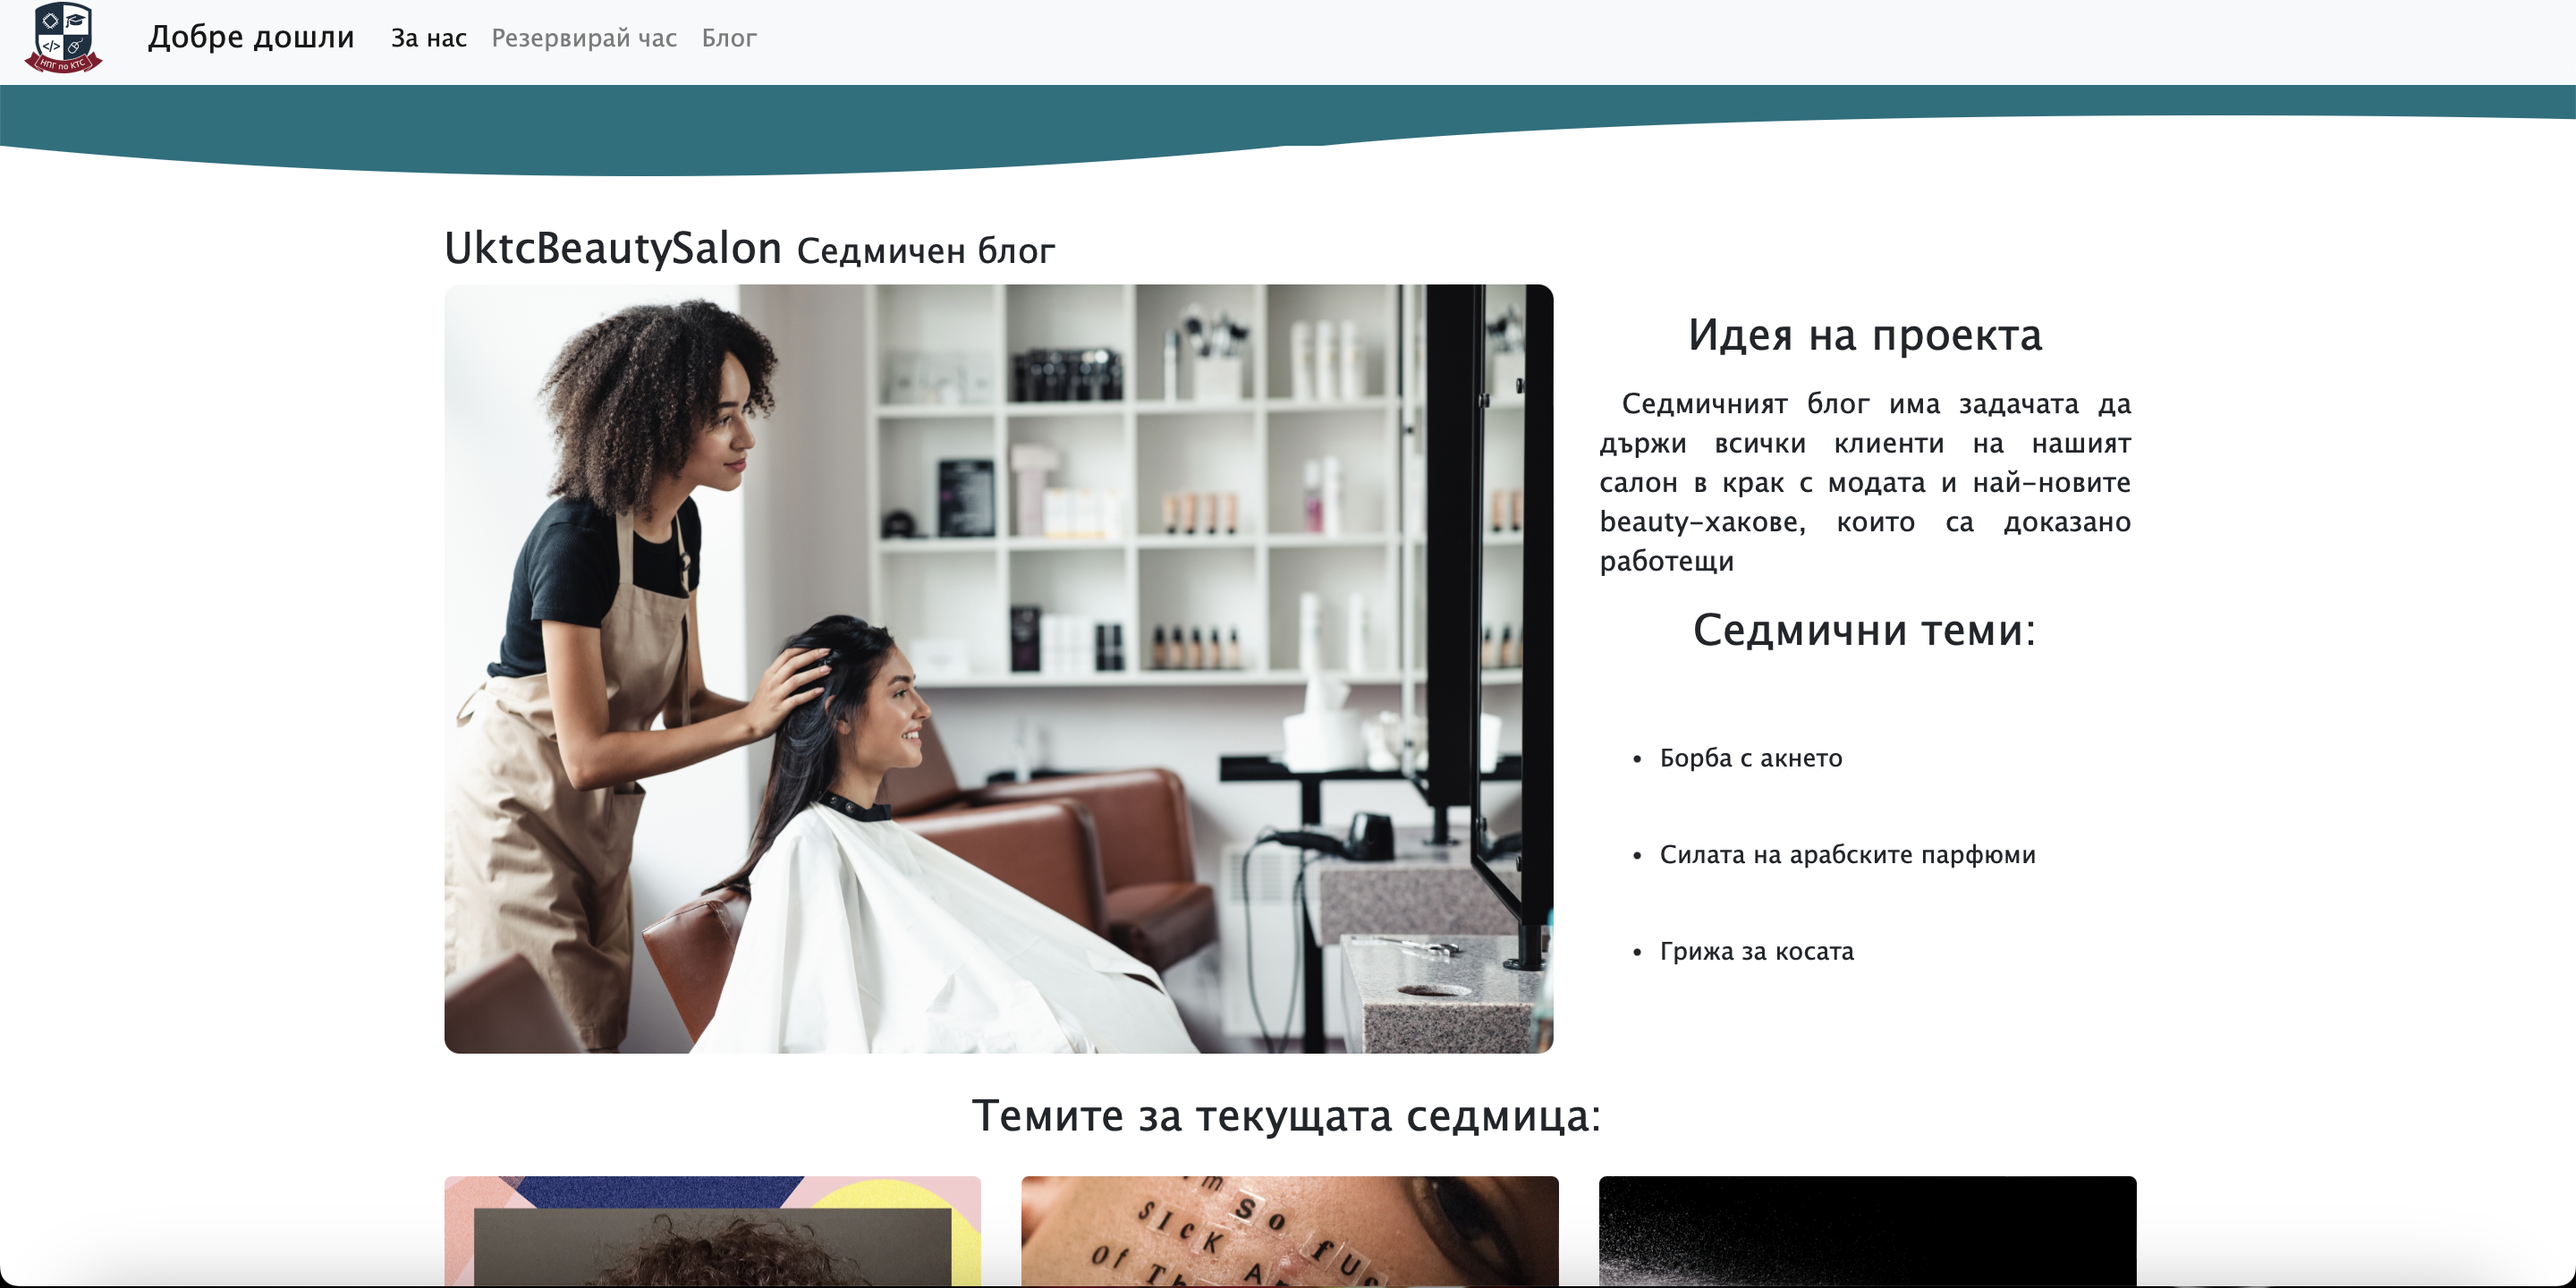 НПГ по КТС
Добре дошли
За нас
Резервирай час
Блог
UktcBeautySalon Седмичен блог
Идея на проекта
Седмичният блог има задачата да
държи всички клиенти на нашият
салон в крак с модата и най-новите
beauty-хакове, които са доказано
работещи
Седмични теми:
• Борба с акнето
• Силата на арабските парфюми
• Грижа за косата
Темите за текущата седмица:
so
sick
of Th